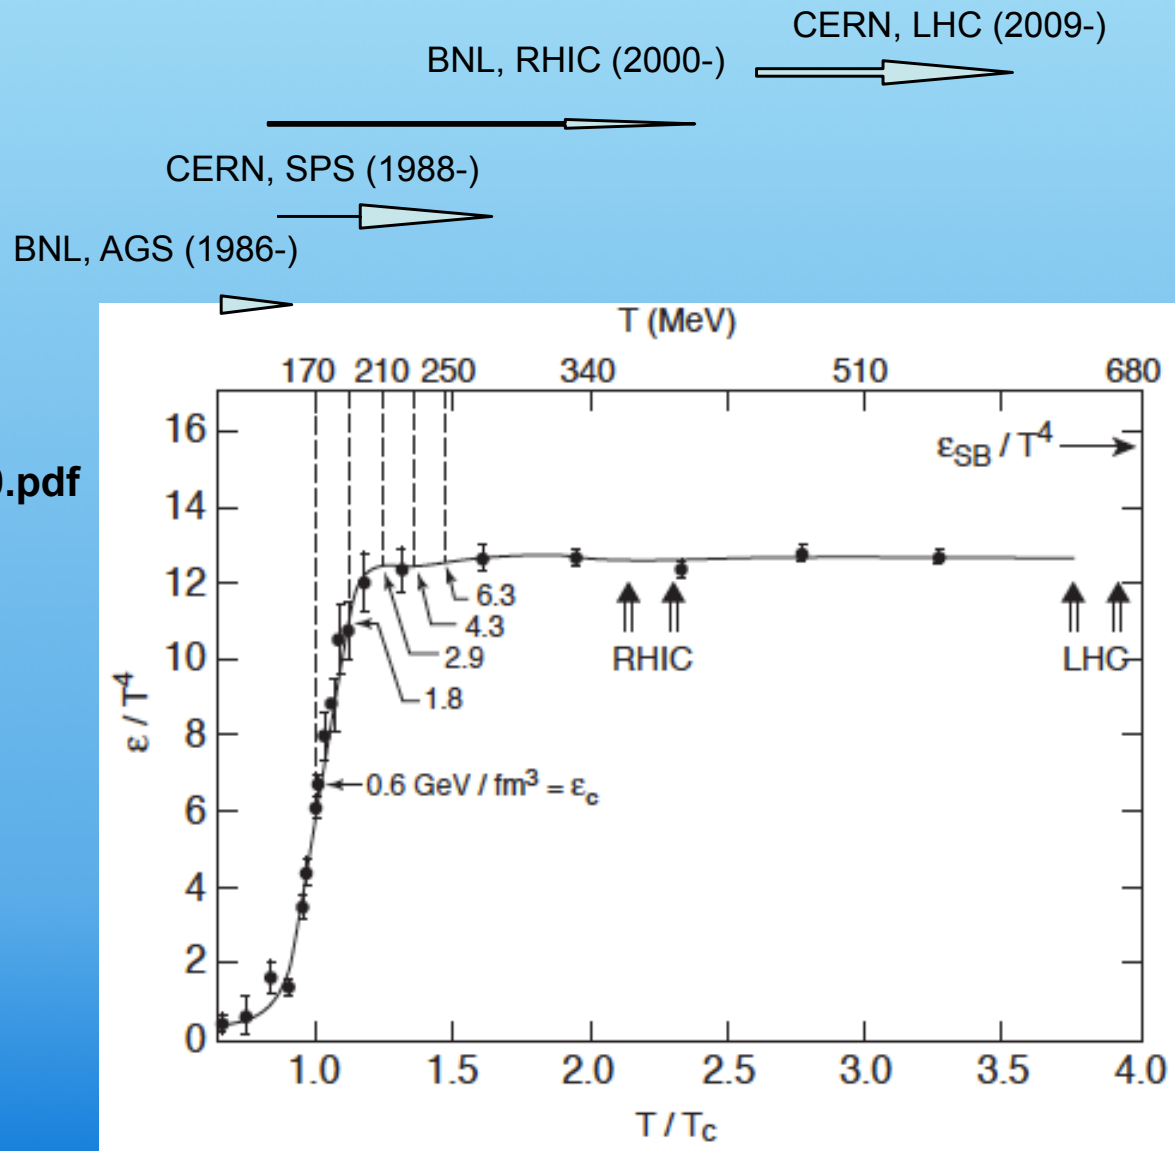 CERN, LHC (2009-)
BNL, RHIC (2000-)
CERN, SPS (1988-)
BNL, AGS (1986-)
T (MeV)
170 210 250 340 510 680
16
εSB / T⁴
.pdf
14
12
6.3
4.3
RHIC LHC
2.9
10
1.8
ε / T⁴
8
0.6 GeV / fm³ = εc
6
4
2
0
1.0 1.5 2.0 2.5 3.0 3.5 4.0
T / Tc